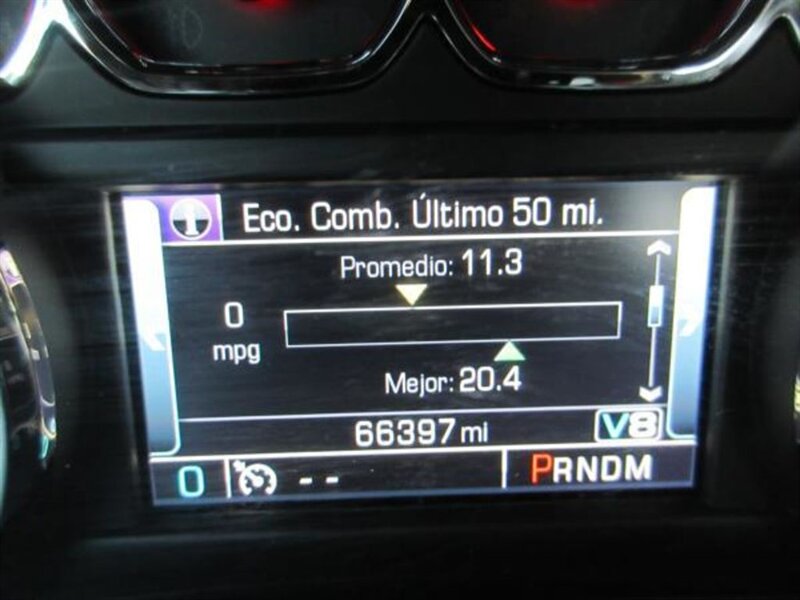 Eco. Comb. Último 50 mi.
Promedio: 11.3
0
mpg
Mejor: 20.4
66397 mi
V8
0
--
PRNDM